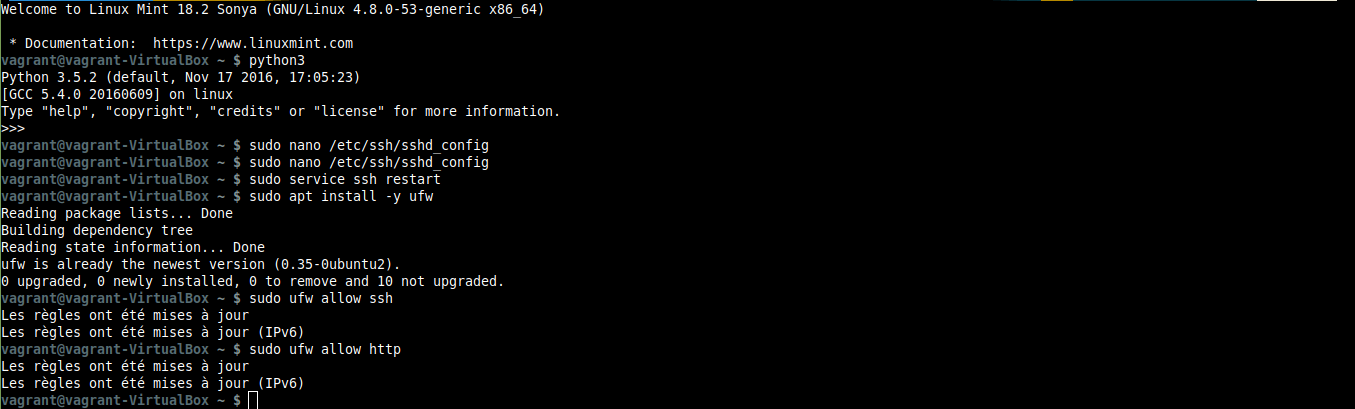 Welcome to Linux Mint 18.2 Sonya (GNU/Linux 4.8.0-53-generic x86_64)
* Documentation:  https://www.linuxmint.com
vagrant@vagrant-VirtualBox ~ $ python3
Python 3.5.2 (default, Nov 17 2016, 17:05:23)
[GCC 5.4.0 20160609] on linux
Type "help", "copyright", "credits" or "license" for more information.
>>>
vagrant@vagrant-VirtualBox ~ $ sudo nano /etc/ssh/sshd_config
vagrant@vagrant-VirtualBox ~ $ sudo nano /etc/ssh/sshd_config
vagrant@vagrant-VirtualBox ~ $ sudo service ssh restart
vagrant@vagrant-VirtualBox ~ $ sudo apt install -y ufw
Reading package lists... Done
Building dependency tree
Reading state information... Done
ufw is already the newest version (0.35-0ubuntu2).
0 upgraded, 0 newly installed, 0 to remove and 10 not upgraded.
vagrant@vagrant-VirtualBox ~ $ sudo ufw allow ssh
Les règles ont été mises à jour
Les règles ont été mises à jour (IPv6)
vagrant@vagrant-VirtualBox ~ $ sudo ufw allow http
Les règles ont été mises à jour
Les règles ont été mises à jour (IPv6)
vagrant@vagrant-VirtualBox ~ $